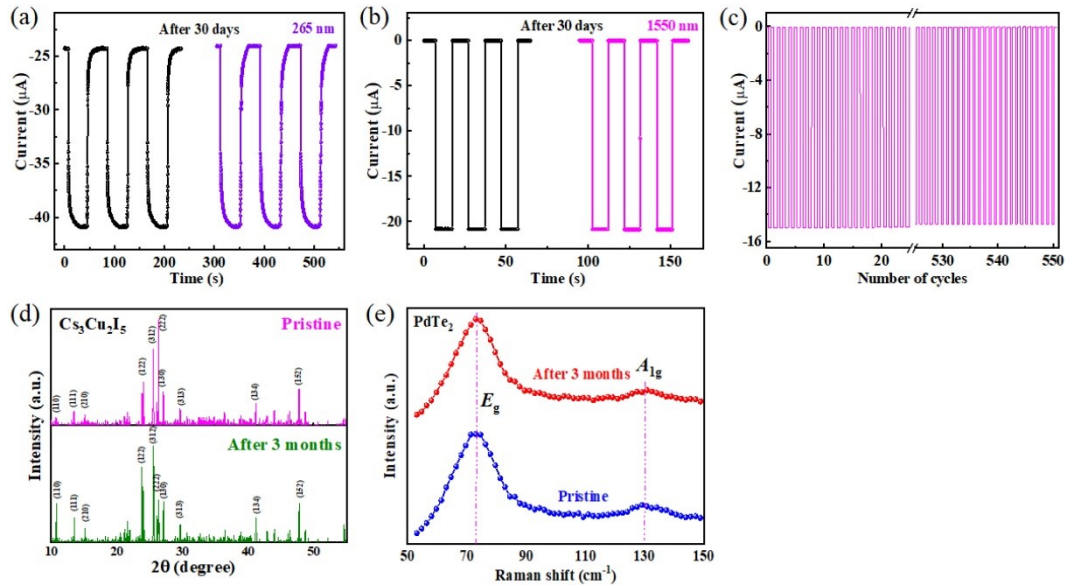 (a)
After 30 days
265 nm
-25
-30
-35
-40
Current (μA)
0
100
200
300
400
500
Time (s)
(b)
After 30 days
1550 nm
0
-5
-10
-15
-20
Current (μA)
0
50
100
150
Time (s)
(c)
0
-4
-8
-12
-16
Current (μA)
0
10
20
530
540
550
Number of cycles
(d)
Cs3Cu2I5
Pristine
(110)
(111)
(210)
(122)
(312)
(222)
(130)
(313)
(134)
(152)
After 3 months
(110)
(111)
(210)
(122)
(312)
(222)
(130)
(313)
(134)
(152)
Intensity (a.u.)
10
20
30
40
50
2θ (degree)
(e)
PdTe2
After 3 months
Eg
A1g
Pristine
Intensity (a.u.)
50
70
90
110
130
150
Raman shift (cm-1)